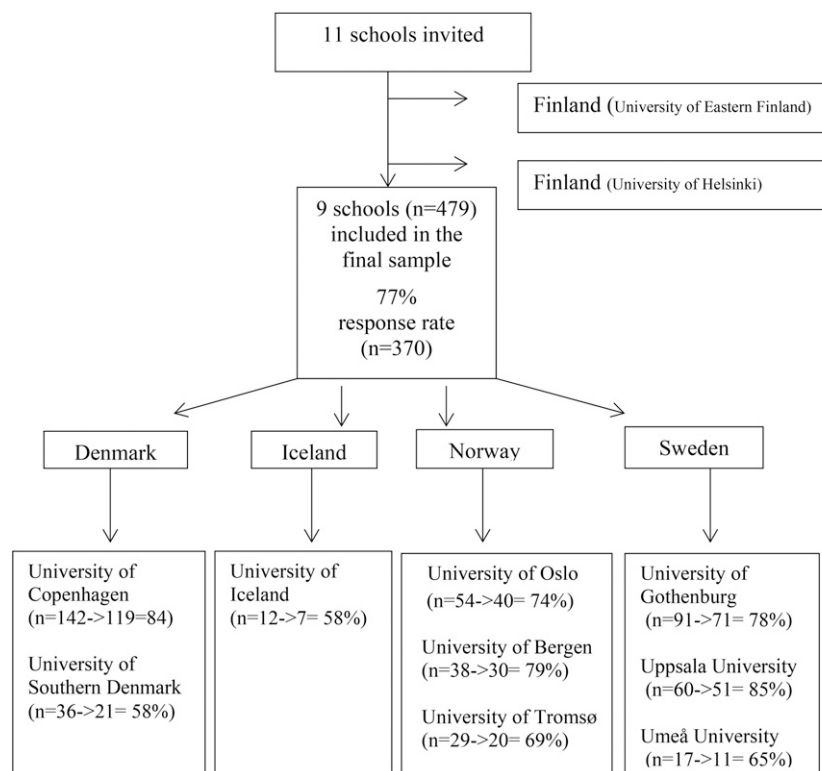 11 schools invited
Finland (University of Eastern Finland)
Finland (University of Helsinki)
9 schools (n=479)
included in the
final sample
77%
response rate
(n=370)
Denmark
Iceland
Norway
Sweden
University of
Copenhagen
(n=142->119=84)
University of
Southern Denmark
(n=36->21= 58%)
University of
Iceland
(n=12->7= 58%)
University of Oslo
(n=54->40= 74%)
University of Bergen
(n=38->30= 79%)
University of Tromsø
(n=29->20= 69%)
University of
Gothenburg
(n=91->71= 78%)
Uppsala University
(n=60->51= 85%)
Umeå University
(n=17->11= 65%)